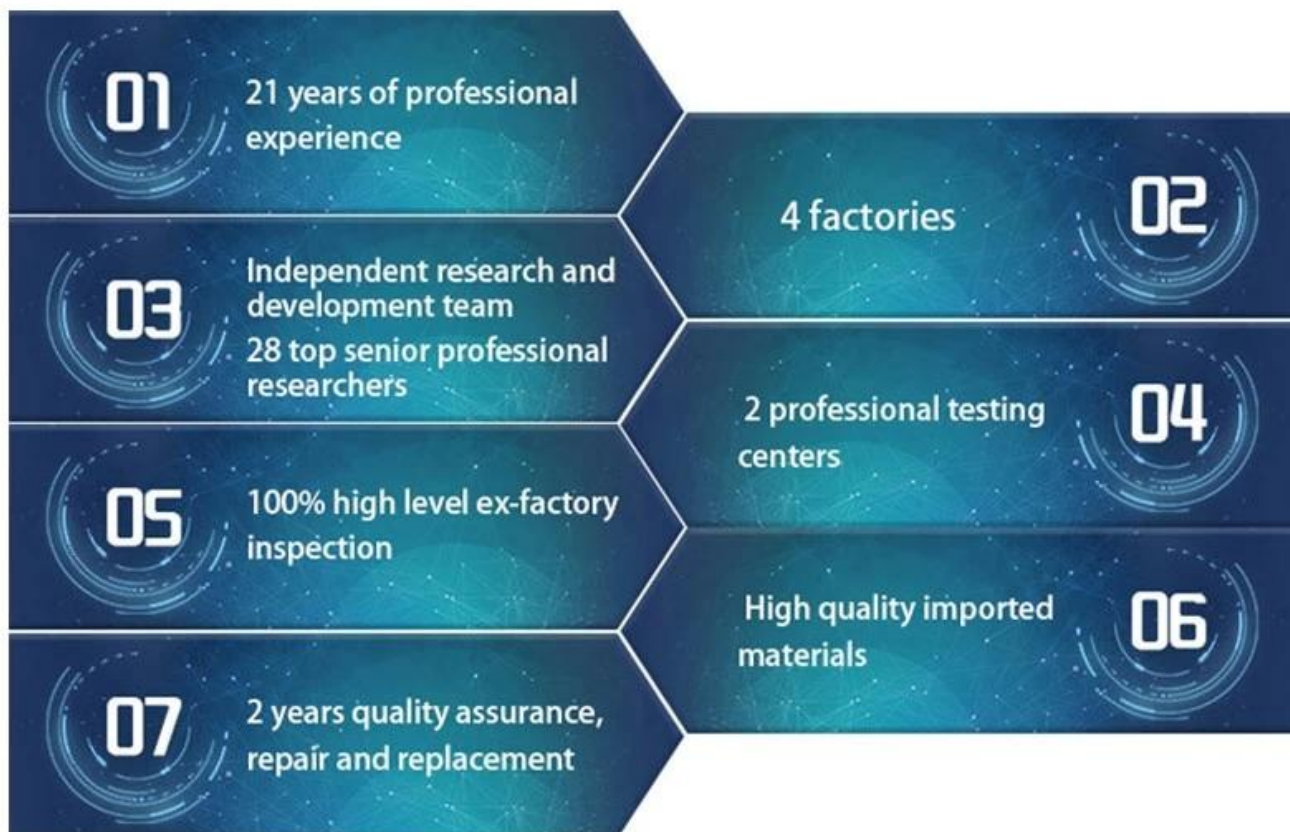 01
21 years of professional
experience
02
4 factories
03
Independent research and
development team
28 top senior professional
researchers
04
2 professional testing
centers
05
100% high level ex-factory
inspection
06
High quality imported
materials
07
2 years quality assurance,
repair and replacement